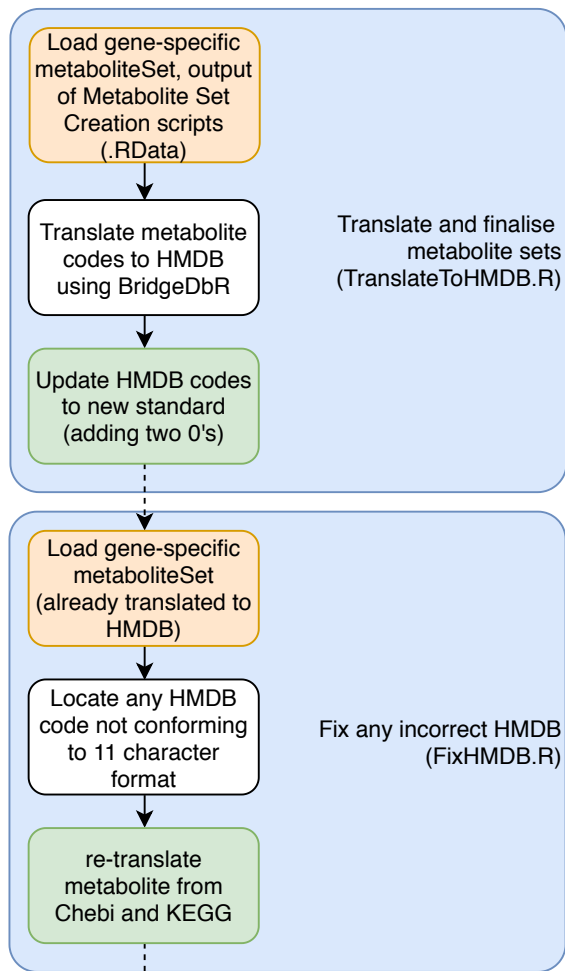 Load gene-specific
metaboliteSet, output
of Metabolite Set
Creation scripts
(.RData)
Translate metabolite
codes to HMDB
using BridgeDbR
Translate and finalise
metabolite sets
(TranslateToHMDB.R)
Update HMDB codes
to new standard
(adding two 0's)
Load gene-specific
metaboliteSet
(already translated to
HMDB)
Locate any HMDB
code not conforming
to 11 character
format
Fix any incorrect HMDB
(FixHMDB.R)
re-translate
metabolite from
Chebi and KEGG